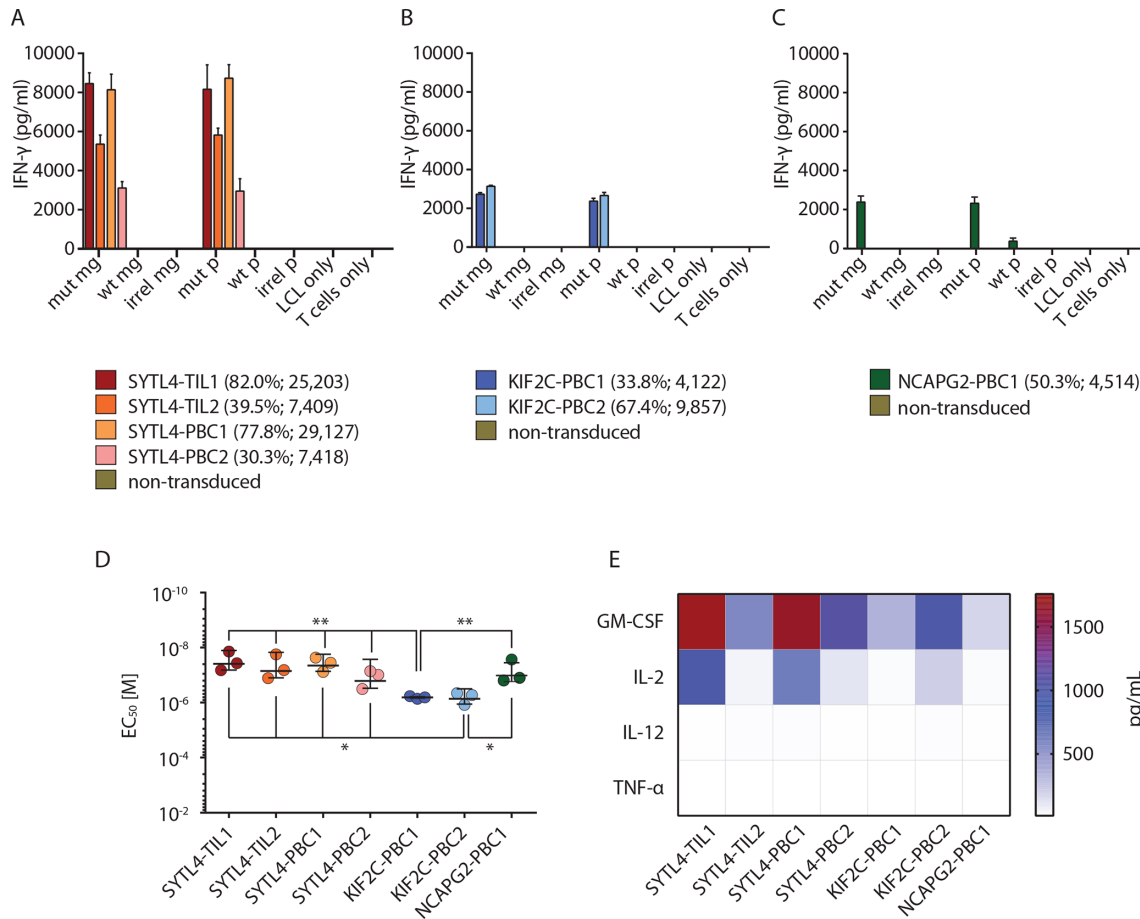 A
B
C
IFN-γ (pg/ml)
10000
8000
6000
4000
2000
0
mut mg
wt mg
irrel mg
mut p
wt p
irrel p
LCL only
T cells only
IFN-γ (pg/ml)
10000
8000
6000
4000
2000
0
mut mg
wt mg
irrel mg
mut p
wt p
irrel p
LCL only
T cells only
IFN-γ (pg/ml)
10000
8000
6000
4000
2000
0
mut mg
wt mg
irrel mg
mut p
wt p
irrel p
LCL only
T cells only
SYTL4-TIL1 (82.0%; 25,203)
SYTL4-TIL2 (39.5%; 7,409)
SYTL4-PBC1 (77.8%; 29,127)
SYTL4-PBC2 (30.3%; 7,418)
non-transduced
KIF2C-PBC1 (33.8%; 4,122)
KIF2C-PBC2 (67.4%; 9,857)
non-transduced
NCAPG2-PBC1 (50.3%; 4,514)
non-transduced
D
EC50 [M]
10-10
10-8
10-6
10-4
10-2
**
**
*
*
SYTL4-TIL1
SYTL4-TIL2
SYTL4-PBC1
SYTL4-PBC2
KIF2C-PBC1
KIF2C-PBC2
NCAPG2-PBC1
E
GM-CSF
IL-2
IL-12
TNF-α
SYTL4-TIL1
SYTL4-TIL2
SYTL4-PBC1
SYTL4-PBC2
KIF2C-PBC1
KIF2C-PBC2
NCAPG2-PBC1
1500
1000
500
pg/mL